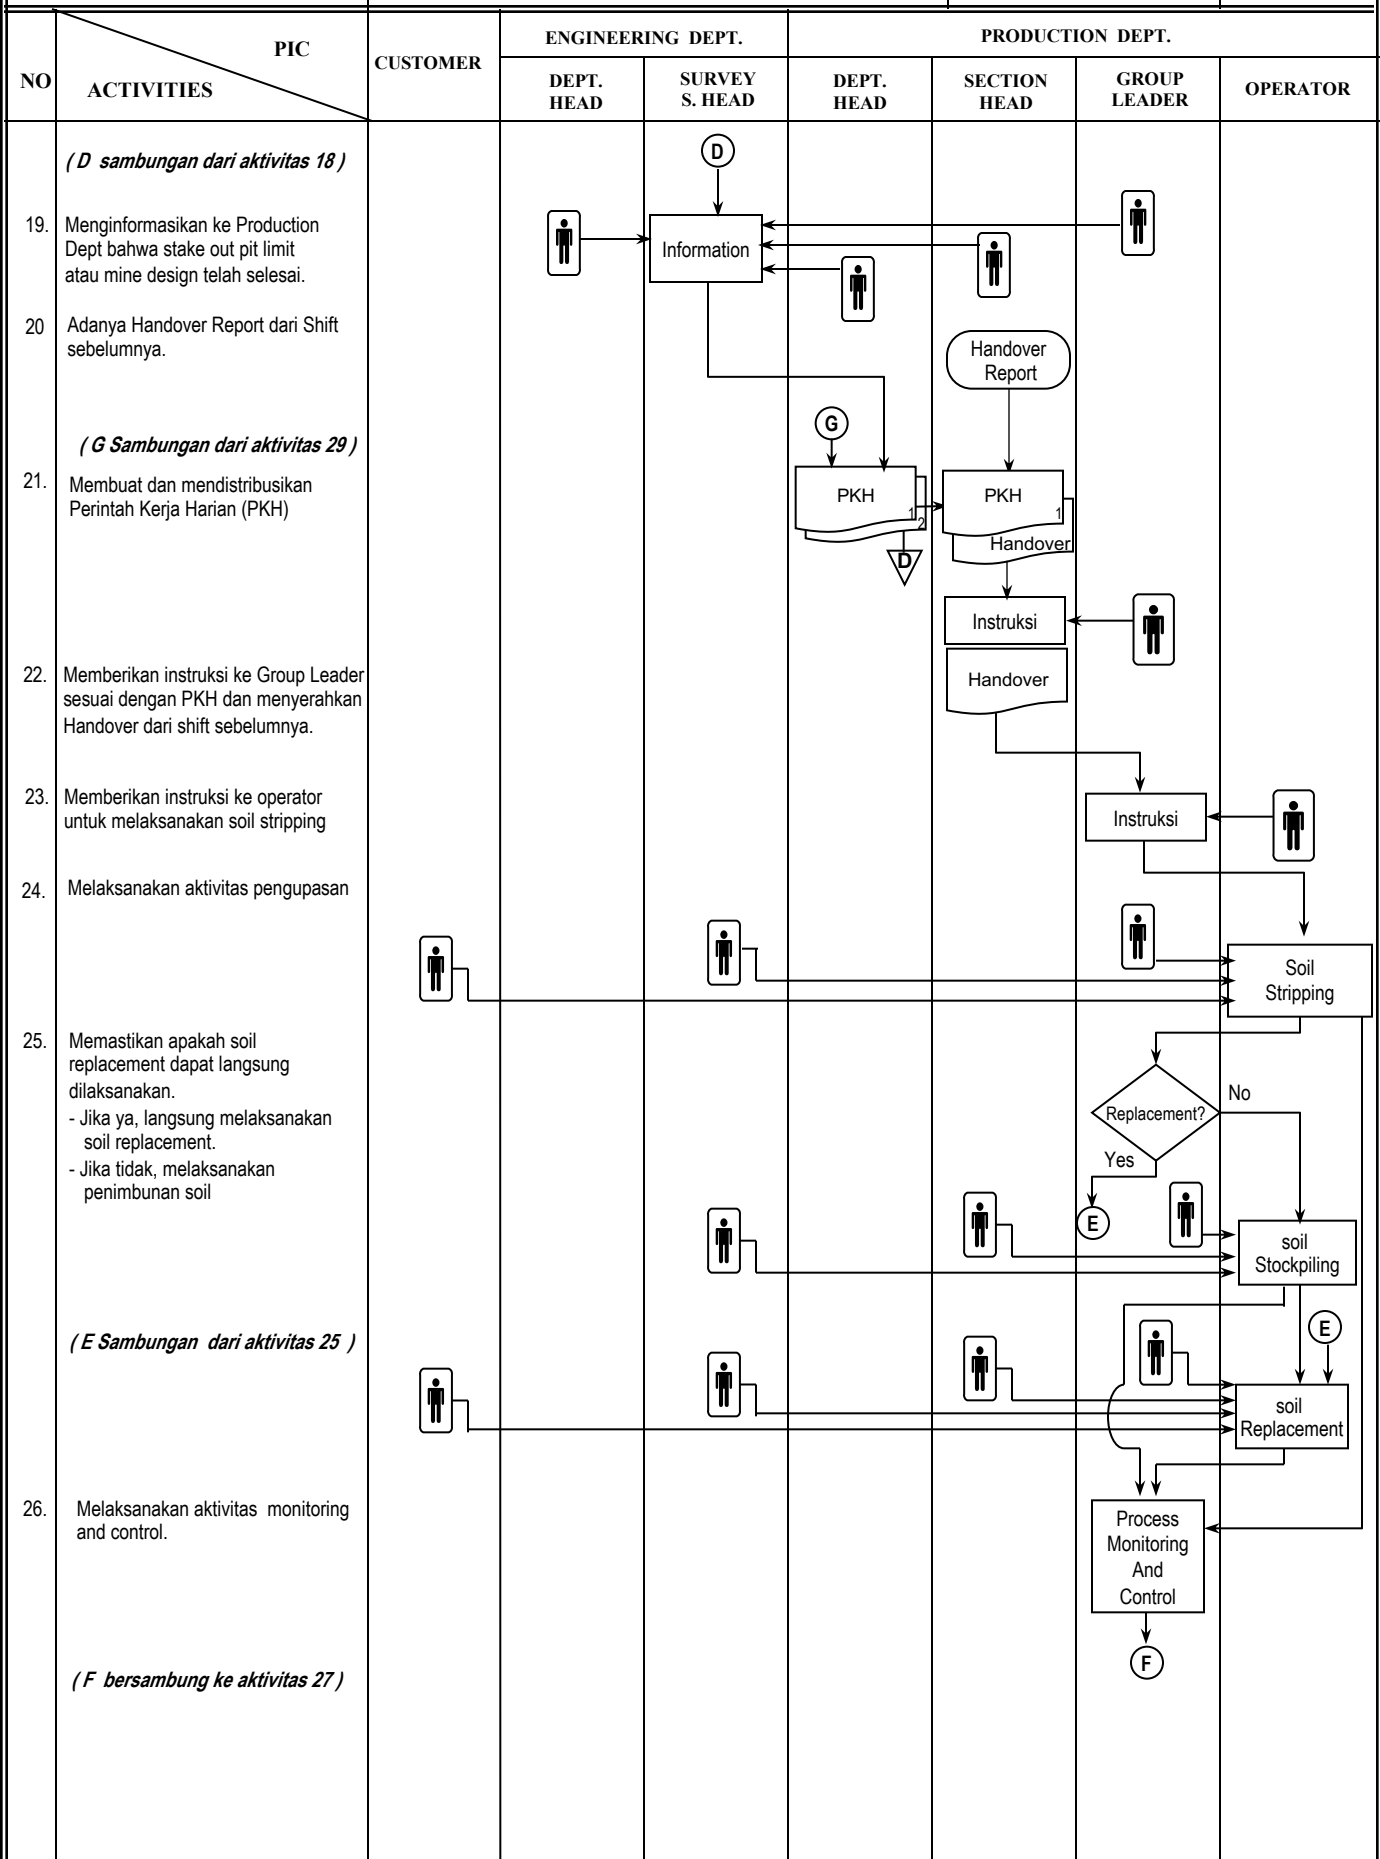 NO
PIC
ACTIVITIES
CUSTOMER
ENGINEERING DEPT.
PRODUCTION DEPT.
DEPT.
HEAD
SURVEY
S. HEAD
DEPT.
HEAD
SECTION
HEAD
GROUP
LEADER
OPERATOR
( D sambungan dari aktivitas 18 )
D
19. Menginformasikan ke Production
Dept bahwa stake out pit limit
atau mine design telah selesai.
Information
20 Adanya Handover Report dari Shift
sebelumnya.
Handover
Report
( G Sambungan dari aktivitas 29 )
G
21. Membuat dan mendistribusikan
Perintah Kerja Harian (PKH)
PKH
1
2
D
PKH
1
Handover
Instruksi
22. Memberikan instruksi ke Group Leader
sesuai dengan PKH dan menyerahkan
Handover dari shift sebelumnya.
Handover
23. Memberikan instruksi ke operator
untuk melaksanakan soil stripping
Instruksi
24. Melaksanakan aktivitas pengupasan
Soil
Stripping
25. Memastikan apakah soil
replacement dapat langsung
dilaksanakan.
- Jika ya, langsung melaksanakan
soil replacement.
- Jika tidak, melaksanakan
penimbunan soil
Replacement?
No
Yes
E
soil
Stockpiling
( E Sambungan dari aktivitas 25 )
E
soil
Replacement
26. Melaksanakan aktivitas monitoring
and control.
Process
Monitoring
And
Control
F
( F bersambung ke aktivitas 27 )